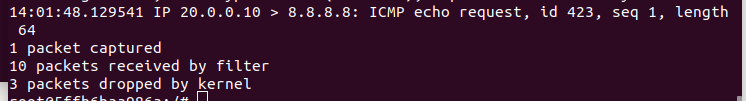 14:01:48.129541 IP 20.0.0.10 > 8.8.8.8: ICMP echo request, id 423, seq 1, length
 64
1 packet captured
10 packets received by filter
3 packets dropped by kernel